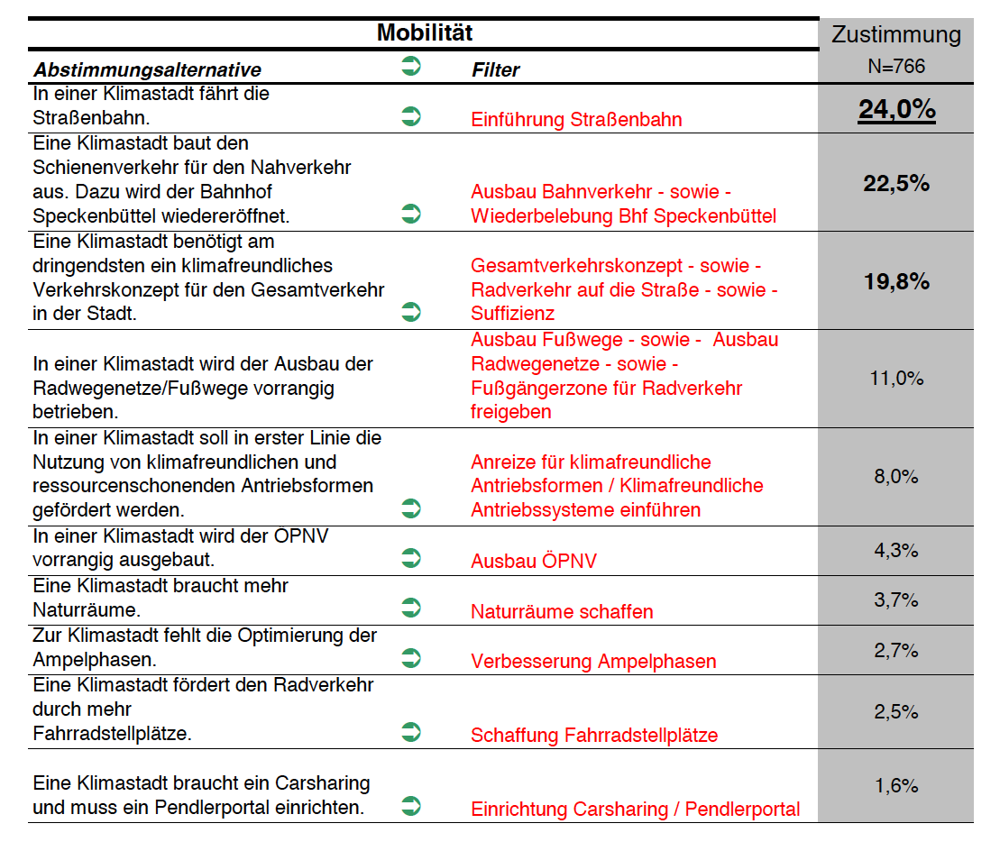 Mobilität
Zustimmung
Abstimmungsalternative ➲ Filter
N=766
In einer Klimastadt fährt die
Straßenbahn.
➲ Einführung Straßenbahn
24,0%
Eine Klimastadt baut den
Schienenverkehr für den Nahverkehr
aus. Dazu wird der Bahnhof
Speckenbüttel wiedereröffnet.
➲ Ausbau Bahnverkehr - sowie -
Wiederbelebung Bhf Speckenbüttel
22,5%
Eine Klimastadt benötigt am
dringendsten ein klimafreundliches
Verkehrskonzept für den Gesamtverkehr
in der Stadt.
➲ Gesamtverkehrskonzept - sowie -
Radverkehr auf die Straße - sowie -
Suffizienz
19,8%
In einer Klimastadt wird der Ausbau der
Radwegenetze/Fußwege vorrangig
betrieben.
Ausbau Fußwege - sowie - Ausbau
Radwegenetze - sowie -
Fußgängerzone für Radverkehr
freigeben
11,0%
In einer Klimastadt soll in erster Linie die
Nutzung von klimafreundlichen und
ressourcenschonenden Antriebsformen
gefördert werden.
➲ Anreize für klimafreundliche
Antriebsformen / Klimafreundliche
Antriebssysteme einführen
8,0%
In einer Klimastadt wird der ÖPNV
vorrangig ausgebaut.
➲ Ausbau ÖPNV
4,3%
Eine Klimastadt braucht mehr
Naturräume.
➲ Naturräume schaffen
3,7%
Zur Klimastadt fehlt die Optimierung der
Ampelphasen.
➲ Verbesserung Ampelphasen
2,7%
Eine Klimastadt fördert den Radverkehr
durch mehr
Fahrradstellplätze.
➲ Schaffung Fahrradstellplätze
2,5%
Eine Klimastadt braucht ein Carsharing
und muss ein Pendlerportal einrichten.
➲ Einrichtung Carsharing / Pendlerportal
1,6%